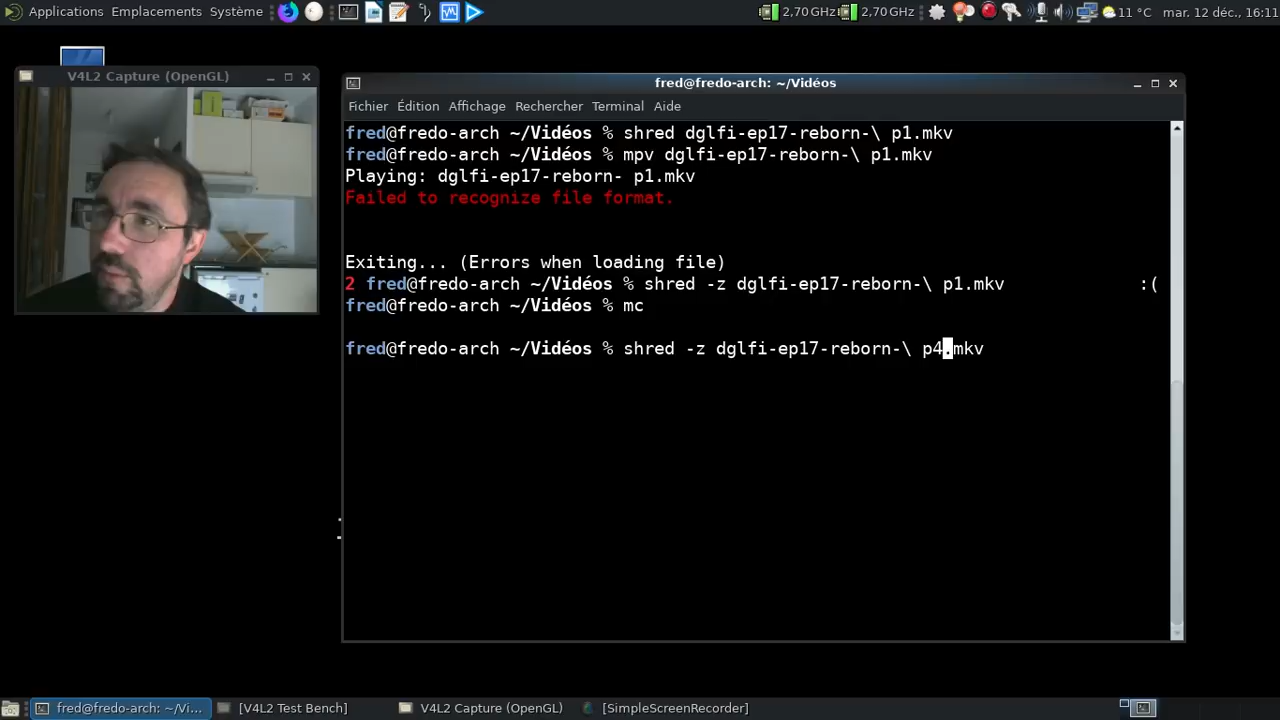 Applications Emplacements Système 2,70 GHz 2,70 GHz 11 °C mar. 12 déc., 16:11
V4L2 Capture (OpenGL)
fred@fredo-arch: ~/Vidéos
Fichier Édition Affichage Rechercher Terminal Aide
fred@fredo-arch ~/Vidéos % shred dglfi-ep17-reborn-\ p1.mkv
fred@fredo-arch ~/Vidéos % mpv dglfi-ep17-reborn-\ p1.mkv
Playing: dglfi-ep17-reborn- p1.mkv
Failed to recognize file format.
Exiting... (Errors when loading file)
2 fred@fredo-arch ~/Vidéos % shred -z dglfi-ep17-reborn-\ p1.mkv :(
fred@fredo-arch ~/Vidéos % mc
fred@fredo-arch ~/Vidéos % shred -z dglfi-ep17-reborn-\ p4.mkv
fred@fredo-arch: ~/Vi... [V4L2 Test Bench] V4L2 Capture (OpenGL) [SimpleScreenRecorder]